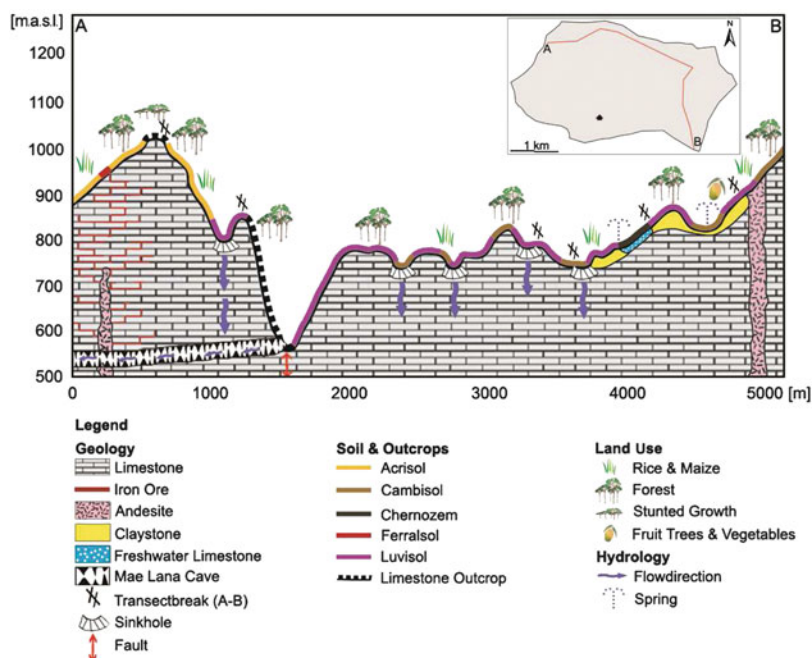 [m.a.s.l.]
A
B
N
A
B
1 km
1200
1100
1000
900
800
700
600
500
0
1000
2000
3000
4000
5000 [m]
Legend
Geology
Limestone
Iron Ore
Andesite
Claystone
Freshwater Limestone
Mae Lana Cave
Transectbreak (A-B)
Sinkhole
Fault
Soil & Outcrops
Acrisol
Cambisol
Chernozem
Ferralsol
Luvisol
Limestone Outcrop
Land Use
Rice & Maize
Forest
Stunted Growth
Fruit Trees & Vegetables
Hydrology
Flowdirection
Spring